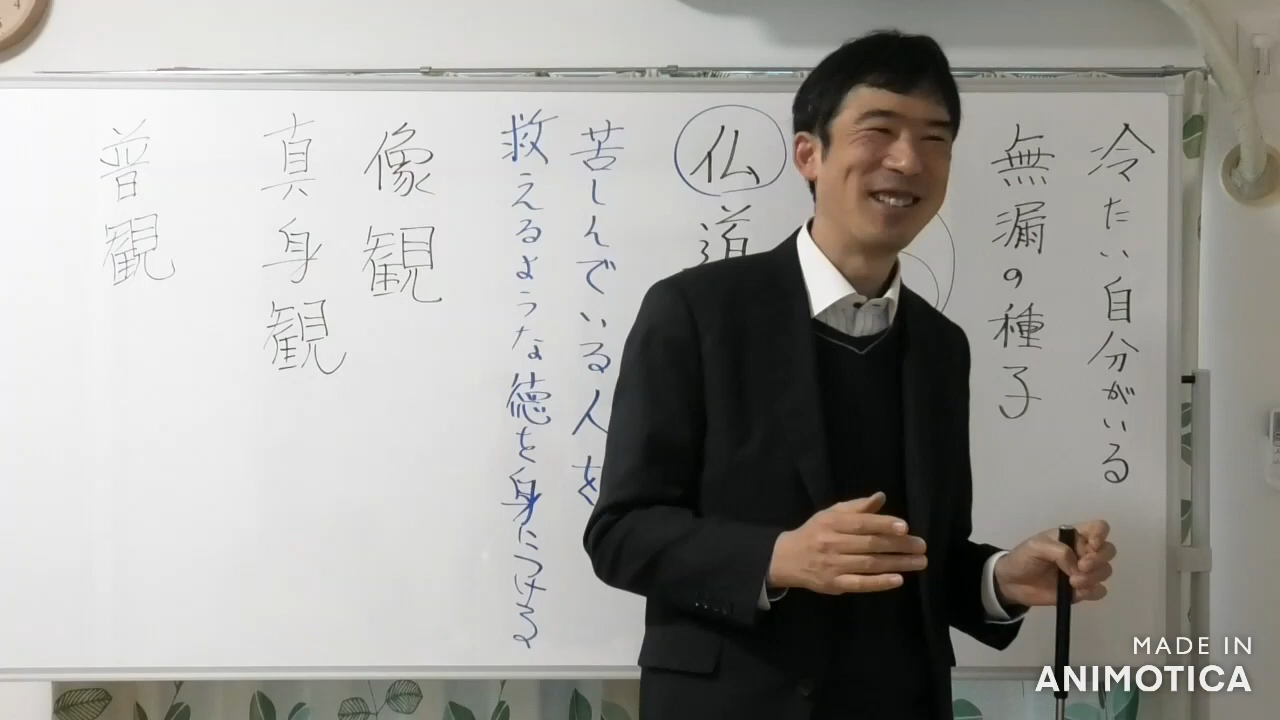 冷たい自分がいる
無漏の種子
仏道
苦しんでいる人を
救えるような徳を身につける
像観
真身観
普観
MADE IN
ANIMOTICA